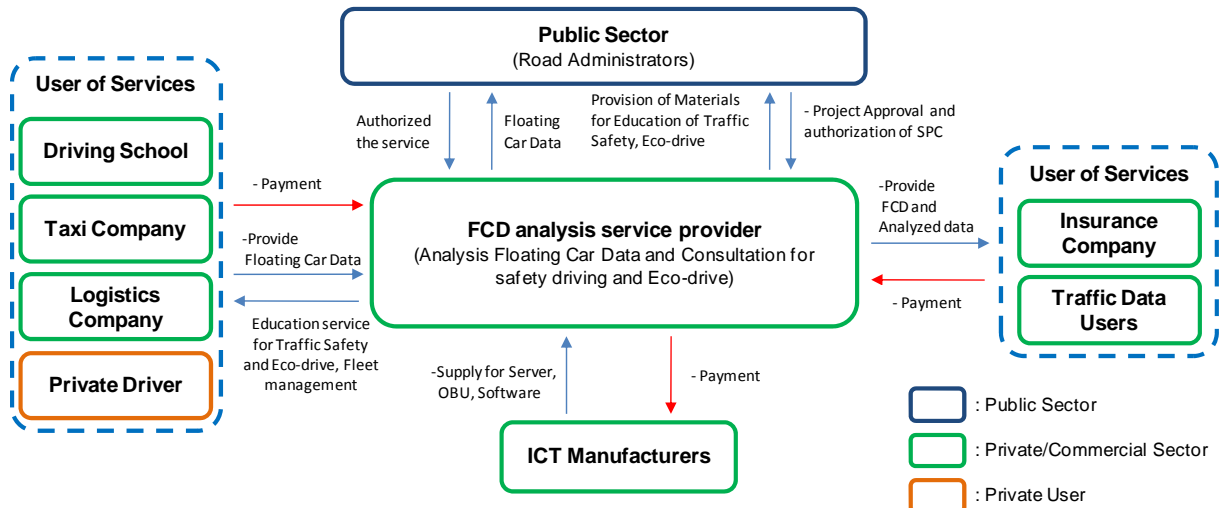 Public Sector
(Road Administrators)
User of Services
Driving School
Taxi Company
Logistics
Company
Private Driver
Authorized
the service
Floating
Car Data
Provision of Materials
for Education of Traffic
Safety, Eco-drive
- Project Approval and
authorization of SPC
- Payment
-Provide
Floating Car Data
Education service
for Traffic Safety
and Eco-drive, Fleet
management
FCD analysis service provider
(Analysis Floating Car Data and Consultation for
safety driving and Eco-drive)
-Provide
FCD and
Analyzed data
- Payment
User of Services
Insurance
Company
Traffic Data
Users
-Supply for Server,
OBU, Software
- Payment
ICT Manufacturers
: Public Sector
: Private/Commercial Sector
: Private User